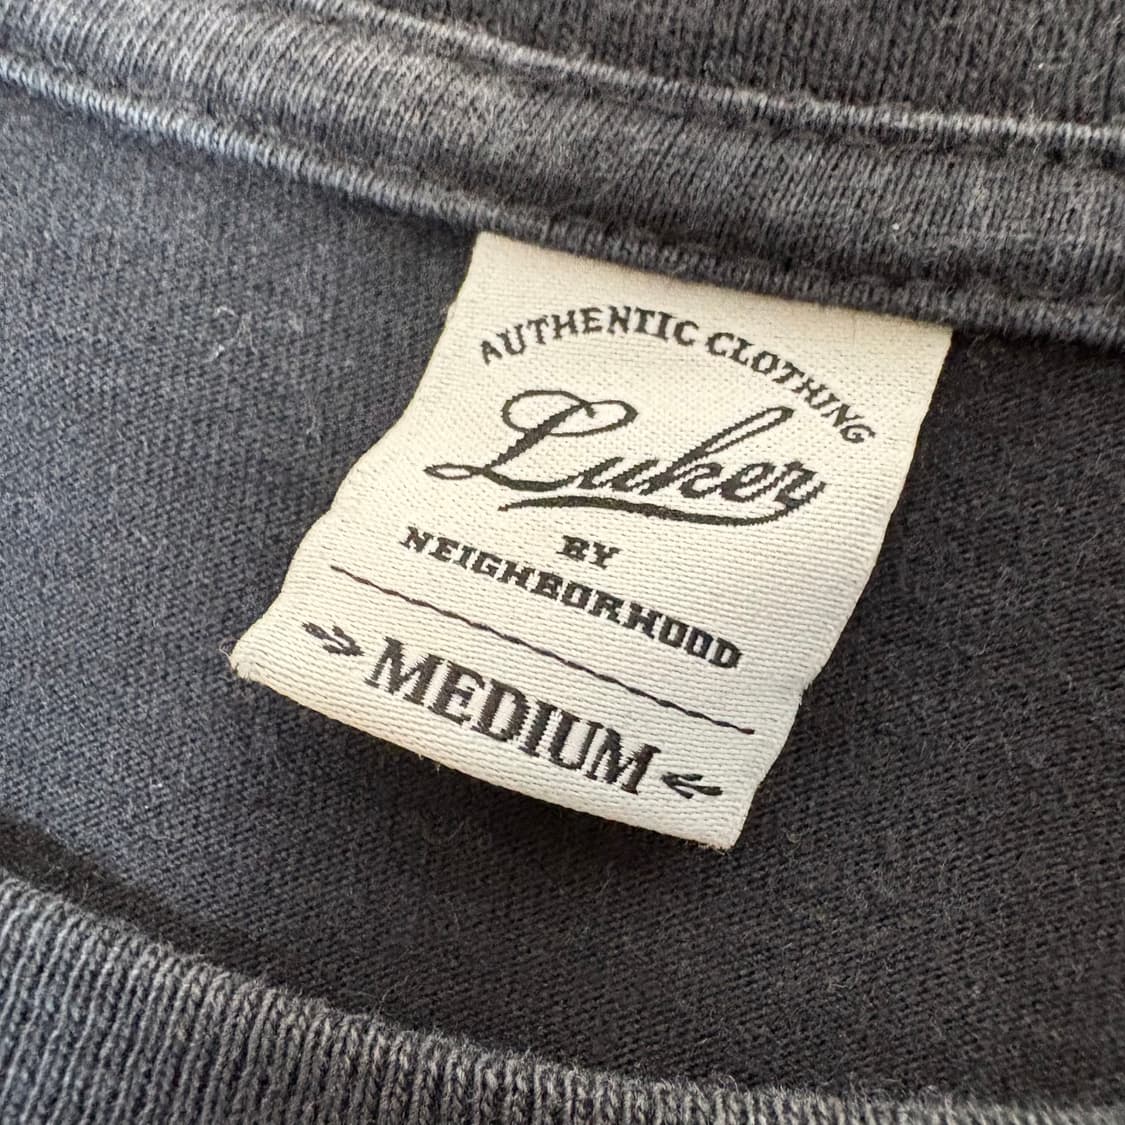 AUTHENTIC CLOTHING
Luker
BY
NEIGHBORHOOD
MEDIUM